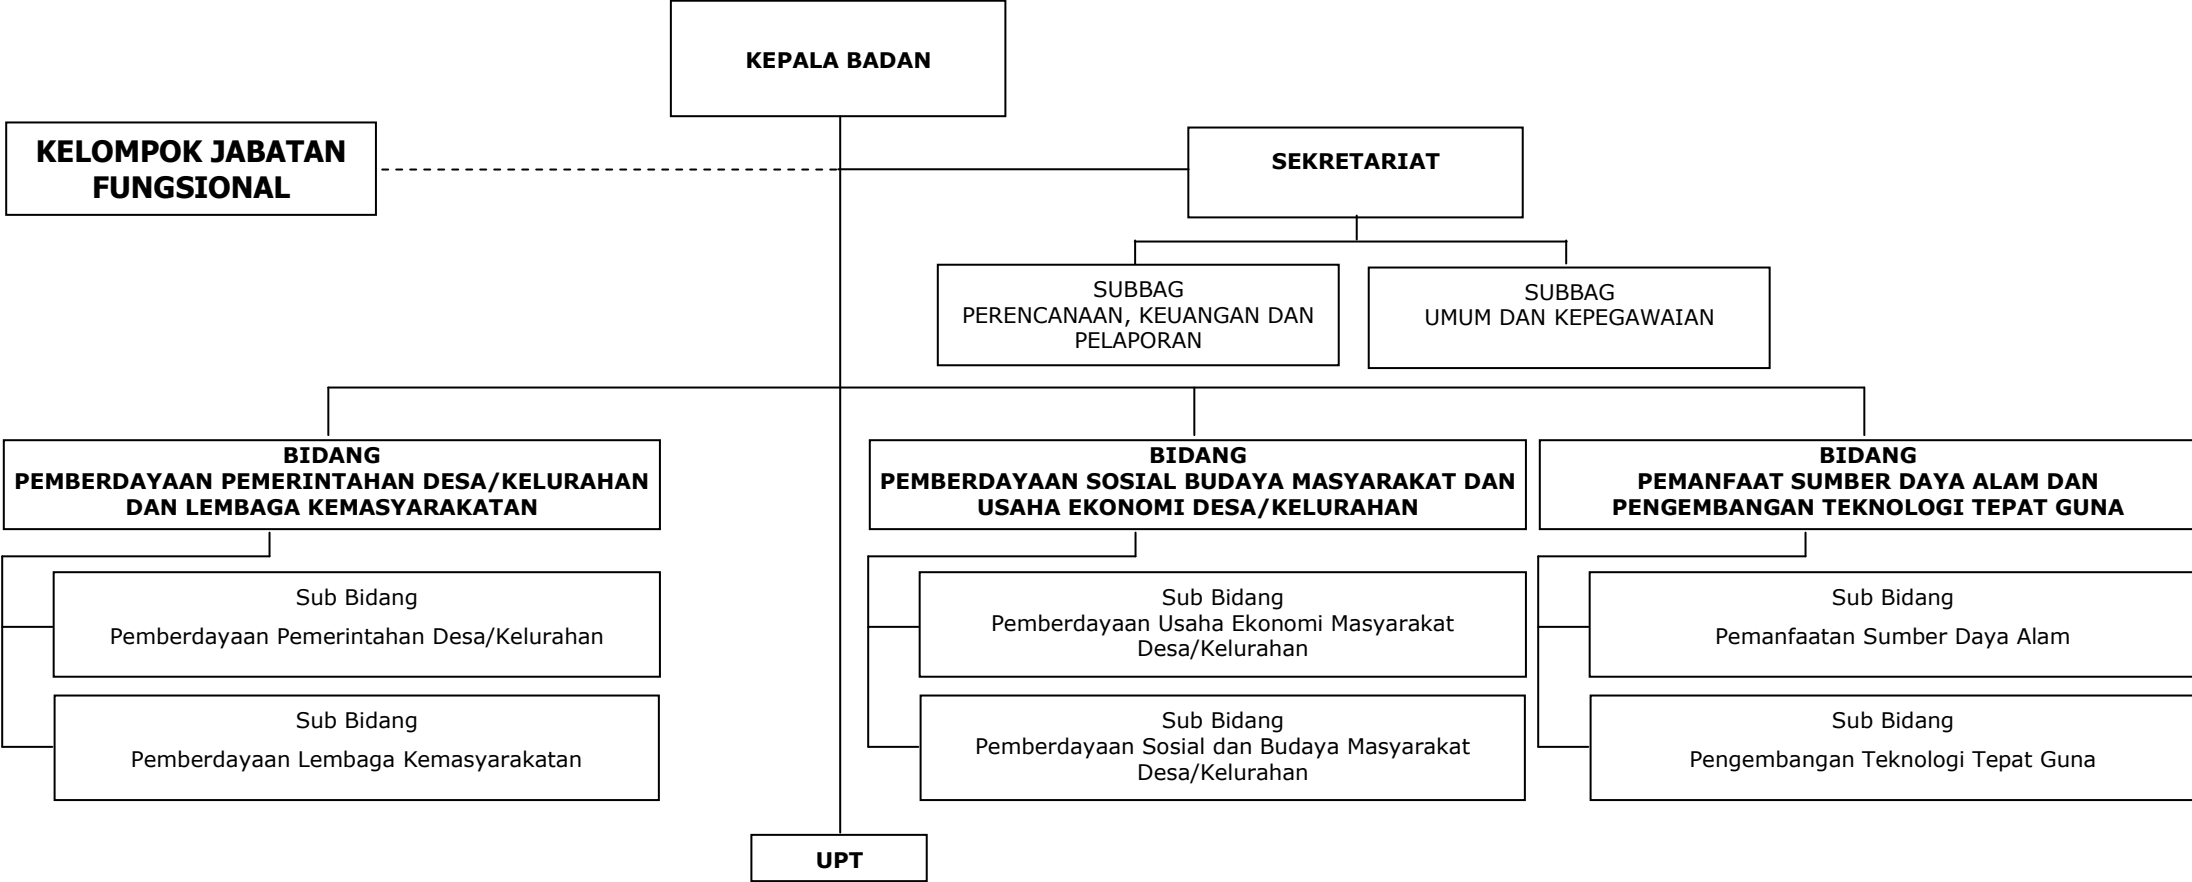 KEPALA BADAN
KELOMPOK JABATAN
FUNGSIONAL
SEKRETARIAT
SUBBAG
PERENCANAAN, KEUANGAN DAN
PELAPORAN
SUBBAG
UMUM DAN KEPEGAWAIAN
BIDANG
PEMBERDAYAAN PEMERINTAHAN DESA/KELURAHAN
DAN LEMBAGA KEMASYARAKATAN
BIDANG
PEMBERDAYAAN SOSIAL BUDAYA MASYARAKAT DAN
USAHA EKONOMI DESA/KELURAHAN
BIDANG
PEMANFAAT SUMBER DAYA ALAM DAN
PENGEMBANGAN TEKNOLOGI TEPAT GUNA
Sub Bidang
Pemberdayaan Pemerintahan Desa/Kelurahan
Sub Bidang
Pemberdayaan Usaha Ekonomi Masyarakat
Desa/Kelurahan
Sub Bidang
Pemanfaatan Sumber Daya Alam
Sub Bidang
Pemberdayaan Lembaga Kemasyarakatan
Sub Bidang
Pemberdayaan Sosial dan Budaya Masyarakat
Desa/Kelurahan
Sub Bidang
Pengembangan Teknologi Tepat Guna
UPT